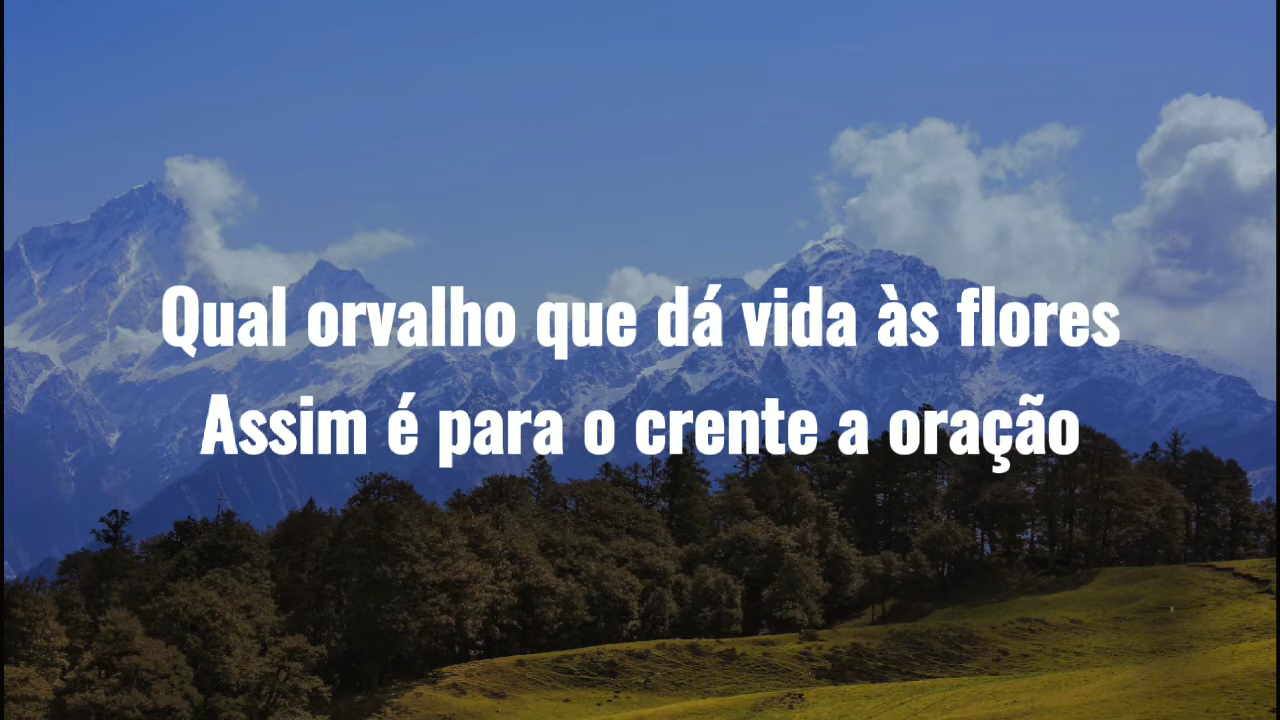 Qual orvalho que dá vida às flores
Assim é para o crente a oração